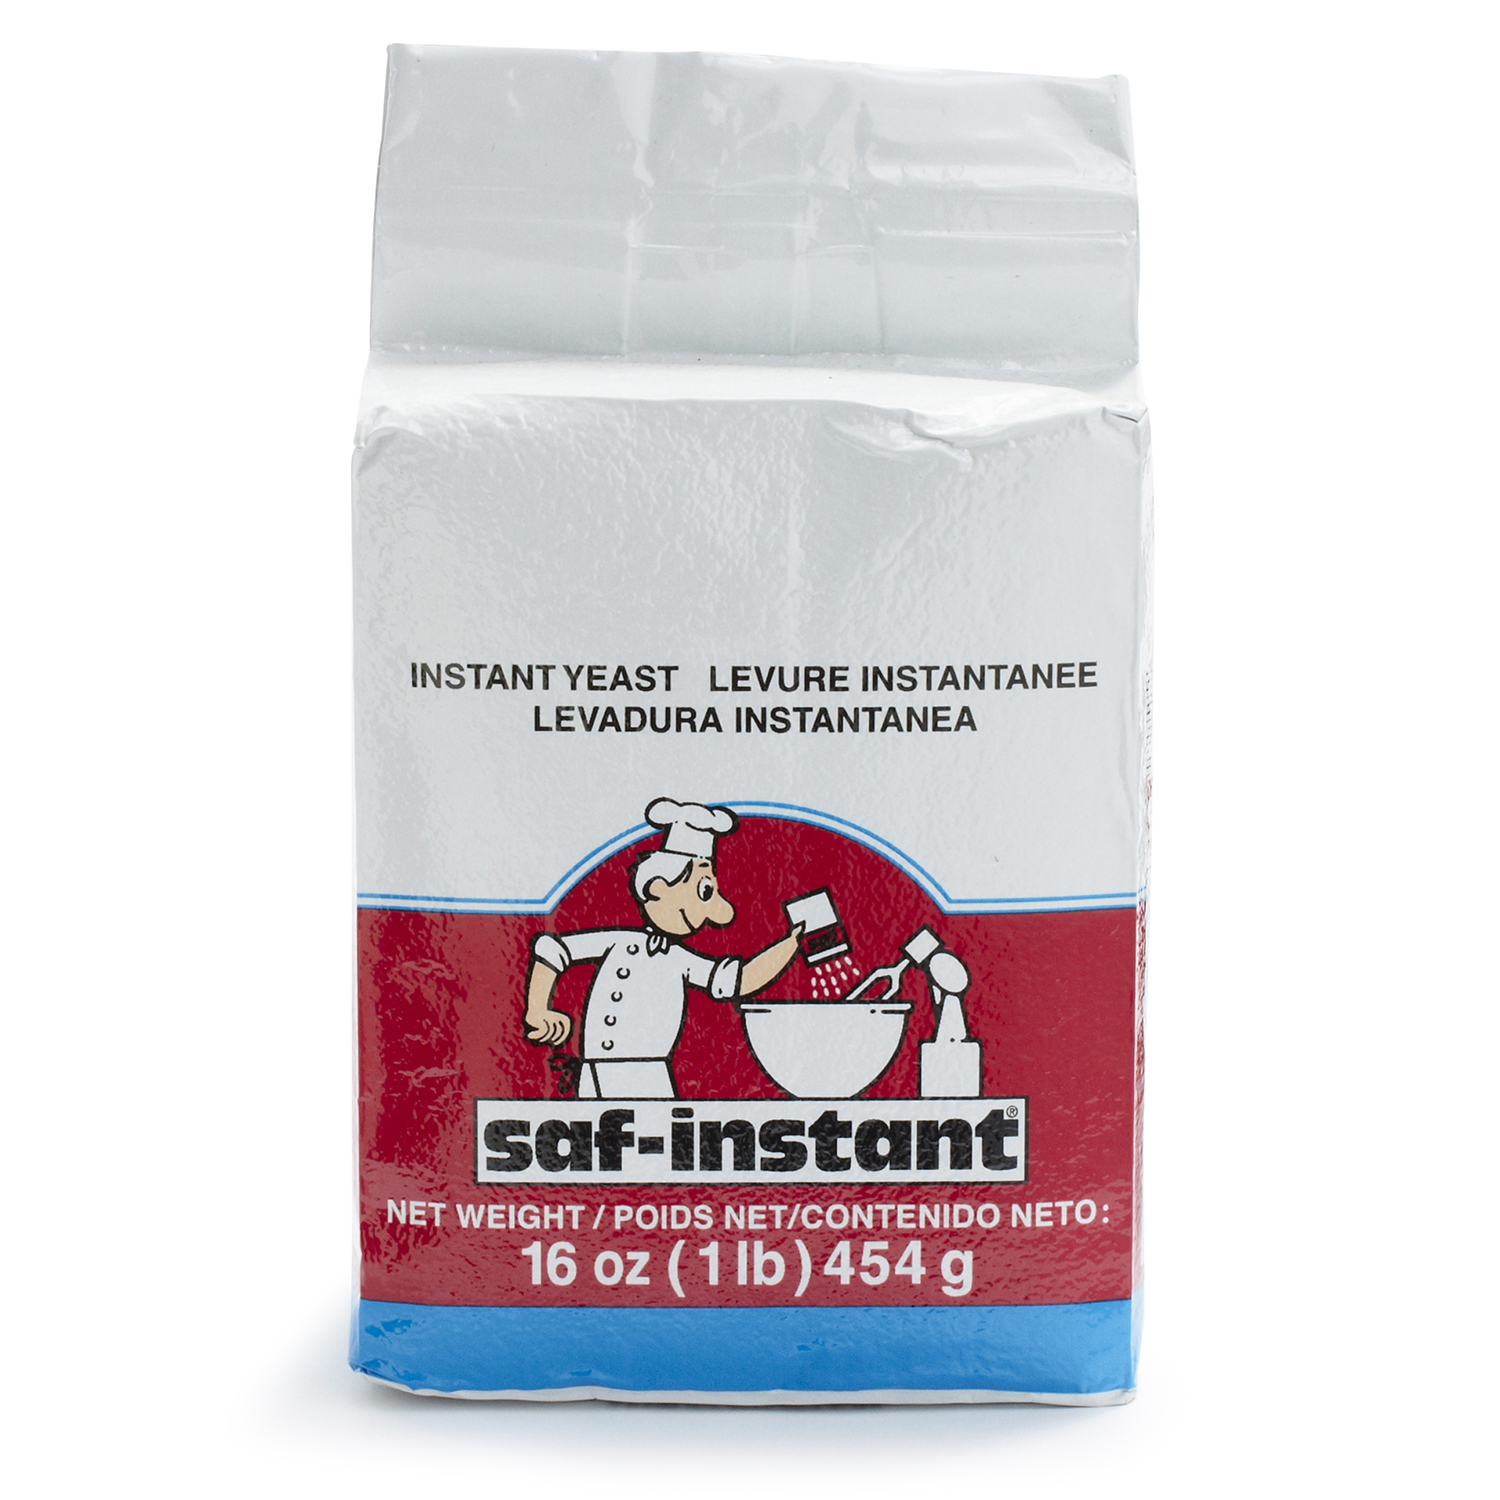 INSTANT YEAST LEVURE INSTANTANEE
LEVADURA INSTANTANEA
saf
saf-instant®
NET WEIGHT / POIDS NET/CONTENIDO NETO:
16 oz (1 lb) 454 g